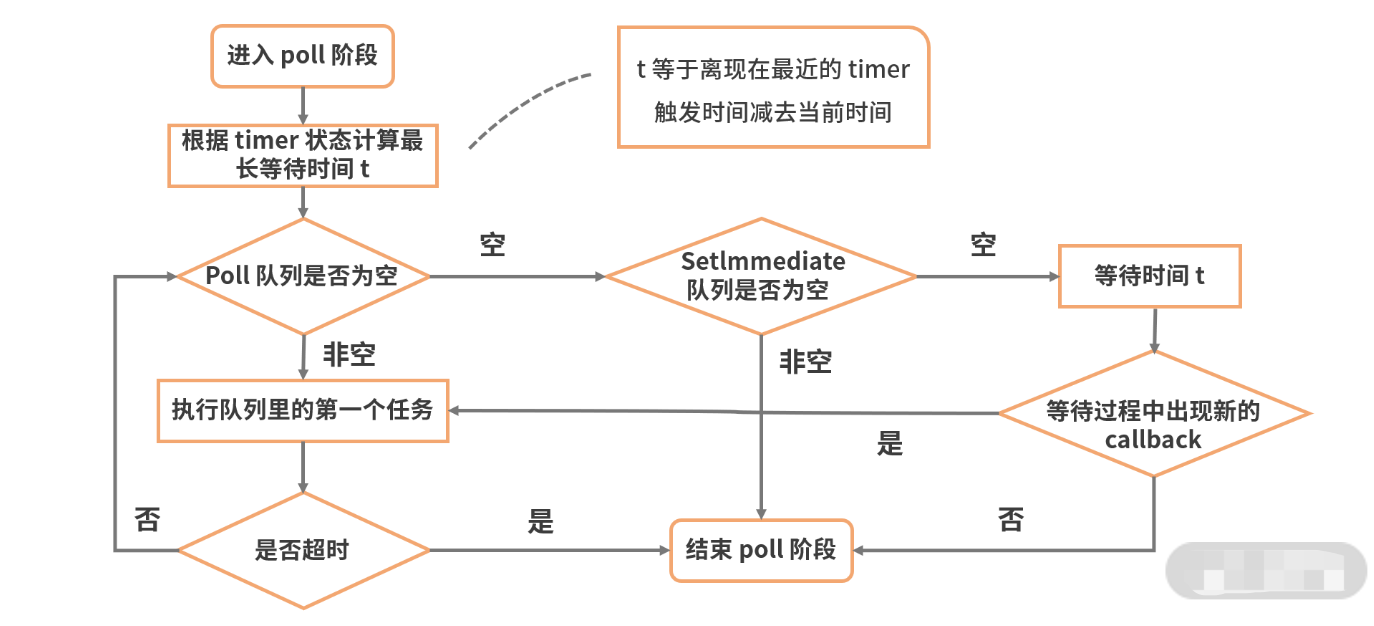 进入 poll 阶段
t 等于离现在最近的 timer
触发时间减去当前时间
根据 timer 状态计算最
长等待时间 t
空
空
Poll 队列是否为空
Setlmmediate
队列是否为空
等待时间 t
非空
非空
执行队列里的第一个任务
等待过程中出现新的
callback
是
否
是
否
是否超时
结束 poll 阶段